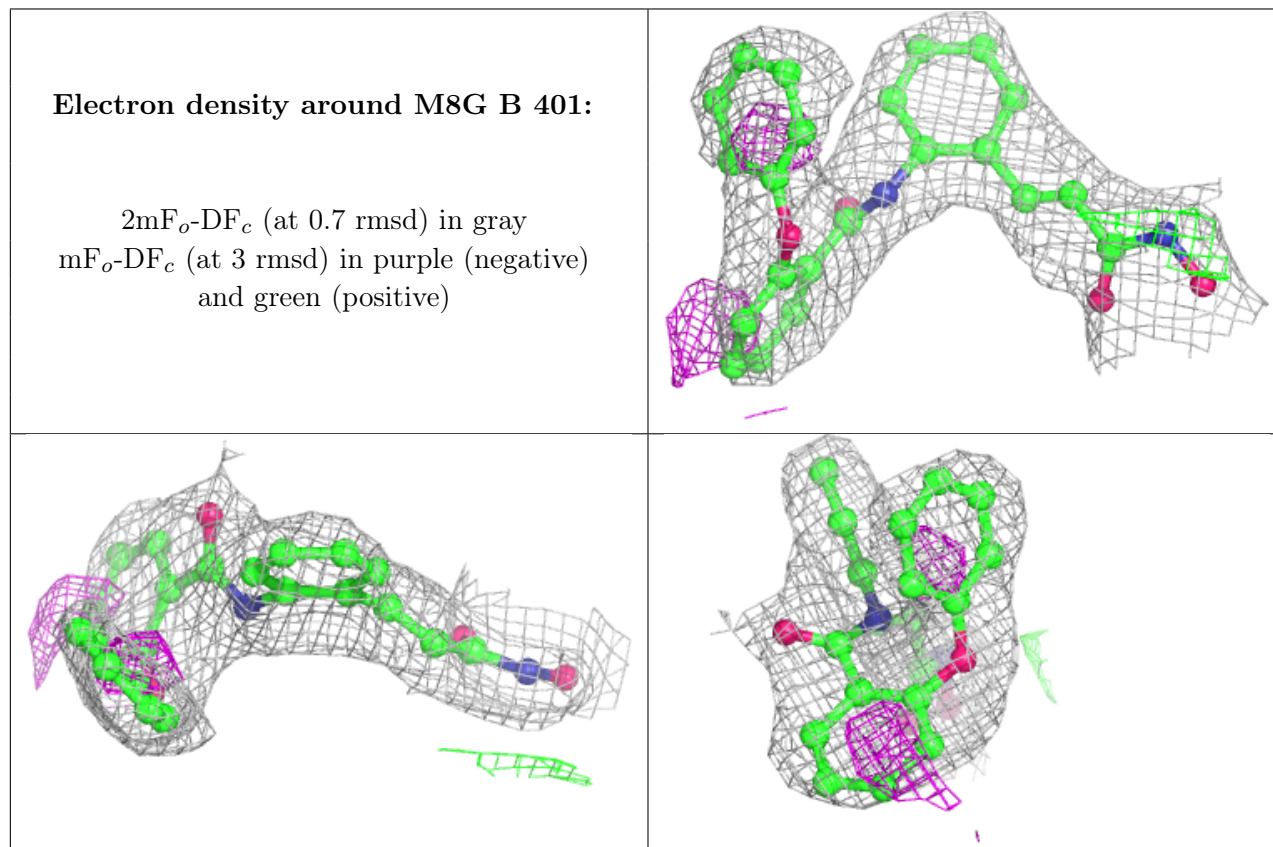 Electron density around M8G B 401:
2mFₒ-DF𝑐 (at 0.7 rmsd) in gray
mFₒ-DF𝑐 (at 3 rmsd) in purple (negative)
and green (positive)